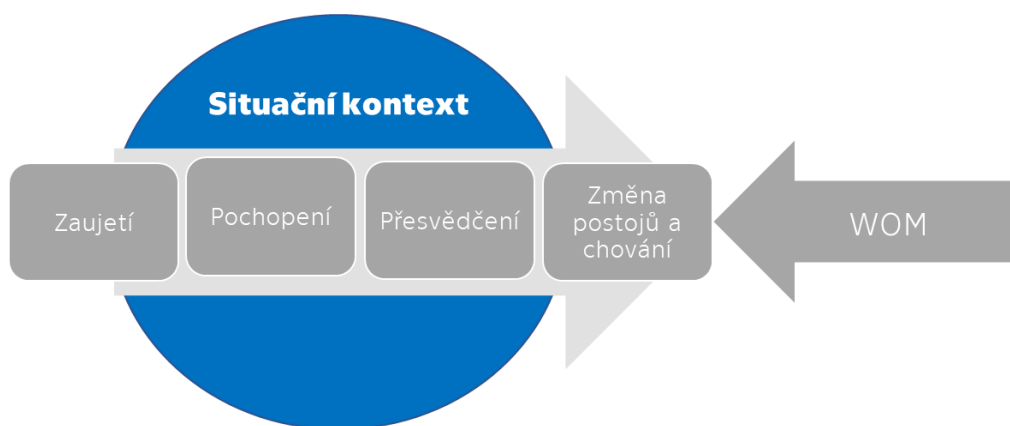 Situační kontext
Zaujetí
Pochopení
Přesvědčení
Změna
postojů a
chování
WOM